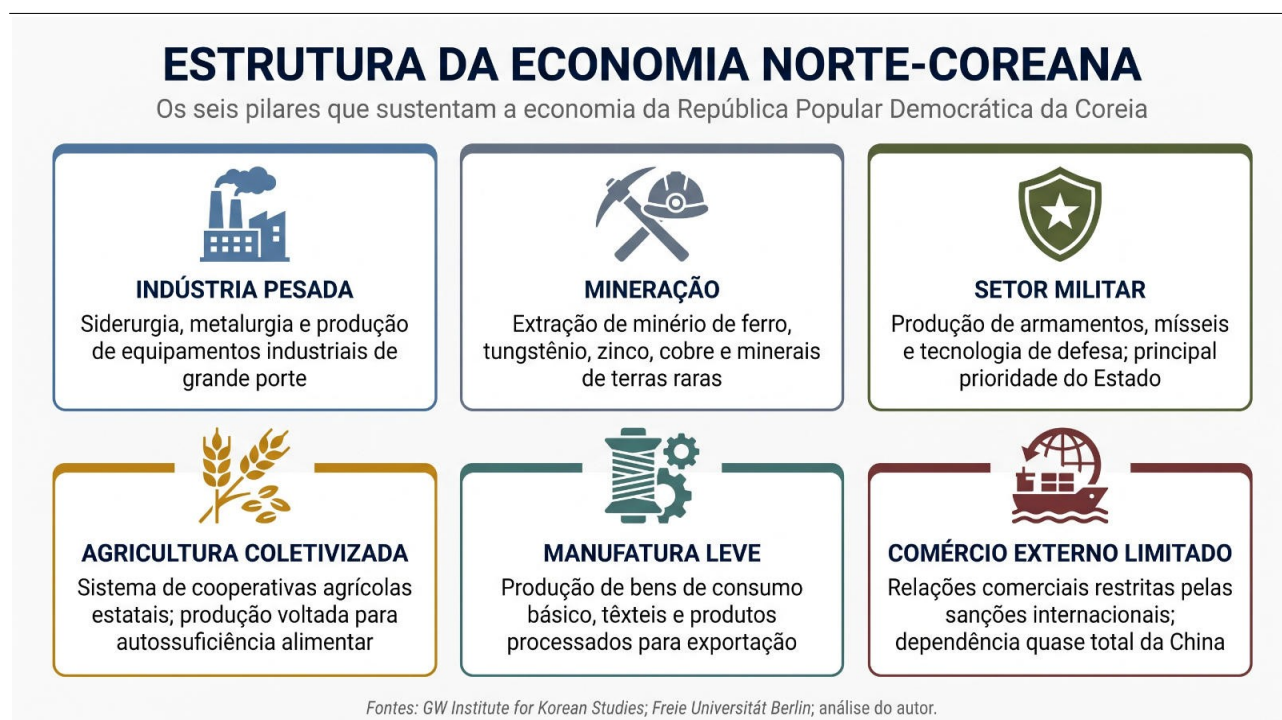 ESTRUTURA DA ECONOMIA NORTE-COREANA
Os seis pilares que sustentam a economia da República Popular Democrática da Coreia
INDÚSTRIA PESADA
Siderurgia, metalurgia e produção
de equipamentos industriais de
grande porte
MINERAÇÃO
Extração de minério de ferro,
tungstênio, zinco, cobre e minerais
de terras raras
SETOR MILITAR
Produção de armamentos, mísseis
e tecnologia de defesa; principal
prioridade do Estado
AGRICULTURA COLETIVIZADA
Sistema de cooperativas agrícolas
estatais; produção voltada para
autossuficiência alimentar
MANUFATURA LEVE
Produção de bens de consumo
básico, têxteis e produtos
processados para exportação
COMÉRCIO EXTERNO LIMITADO
Relações comerciais restritas pelas
sanções internacionais;
dependência quase total da China
Fontes: GW Institute for Korean Studies; Freie Universität Berlin; análise do autor.